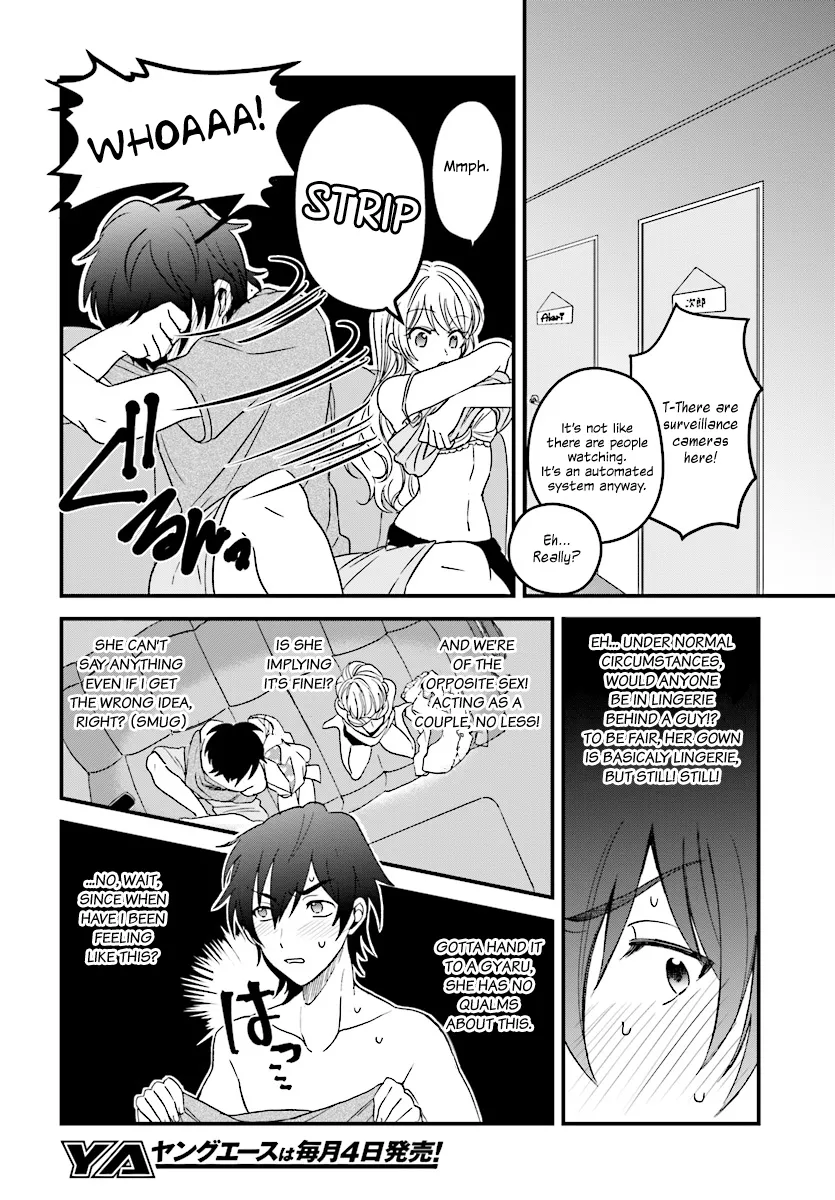 Akari
次郎
T-There are
surveillance
cameras
here!
It's not like
there are people
watching.
It's an automated
system anyway.
Eh...
Really?
Mmph.
STRIP
WHOAAA!
EH... UNDER NORMAL
CIRCUMSTANCES,
WOULD ANYONE
BE IN LINGERIE
BEHIND A GUY!?
TO BE FAIR, HER GOWN
IS BASICALY LINGERIE,
BUT STILL! STILL!
AND WE'RE
OF THE
OPPOSITE SEX!
ACTING AS A
COUPLE, NO LESS!
IS SHE
IMPLYING
IT'S FINE!?
SHE CAN'T
SAY ANYTHING
EVEN IF I GET
THE WRONG IDEA,
RIGHT? (SMUG)
GOTTA HAND IT
TO A GYARU,
SHE HAS NO
QUALMS
ABOUT THIS.
はっ…
...NO, WAIT,
SINCE WHEN
HAVE I BEEN
FEELING
LIKE THIS?
YA ヤングエースは毎月4日発売!